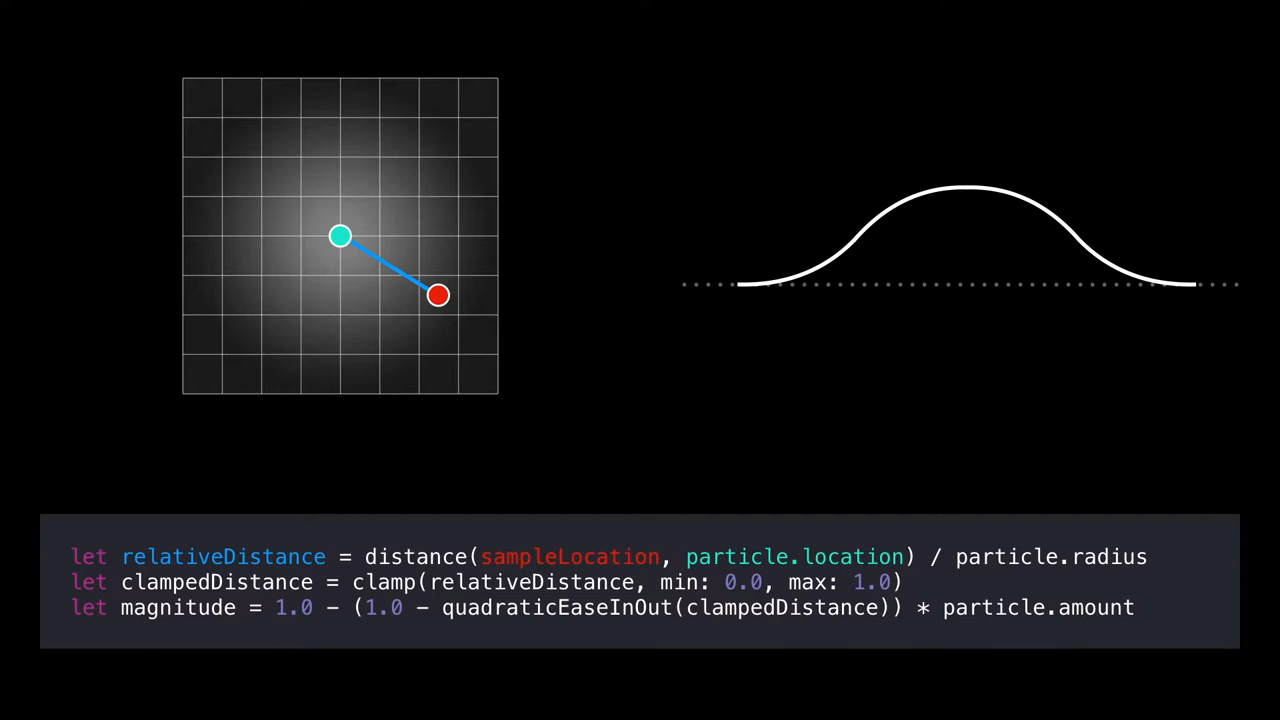 let relativeDistance = distance(sampleLocation, particle.location) / particle.radius
let clampedDistance = clamp(relativeDistance, min: 0.0, max: 1.0)
let magnitude = 1.0 - (1.0 - quadraticEaseInOut(clampedDistance)) * particle.amount